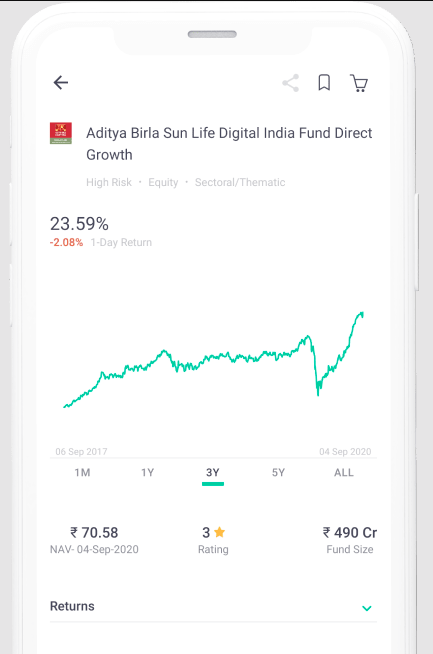 Aditya Birla Sun Life Digital India Fund Direct
Growth
High Risk • Equity • Sectoral/Thematic
23.59%
-2.08% 1-Day Return
06 Sep 2017 04 Sep 2020
1M 1Y 3Y 5Y ALL
₹ 70.58 3 ★ ₹ 490 Cr
NAV- 04-Sep-2020 Rating Fund Size
Returns